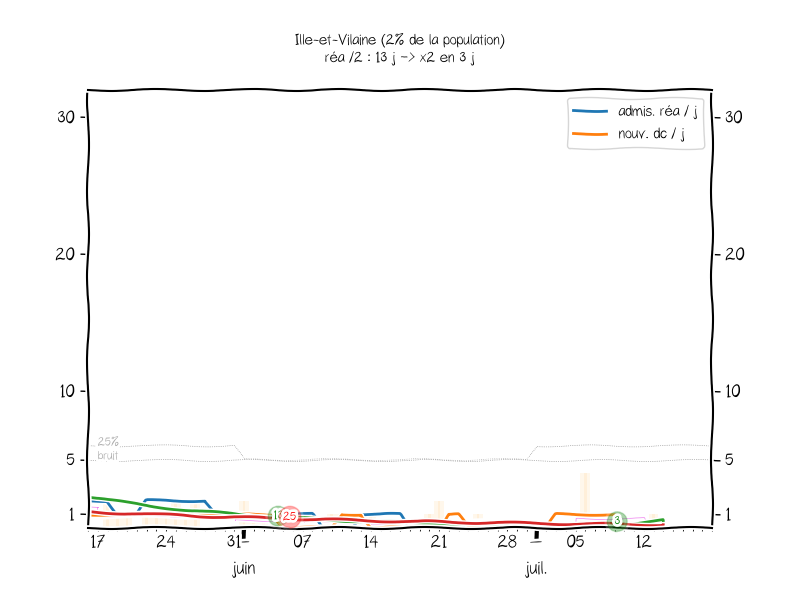 Ille-et-Vilaine (2% de la population)
réa /2 : 13 j -> x2 en 3 j
admis. réa / j
nouv. dc / j
30 30
20 20
10 10
25%
bruit
5 5
1 1
25 3
17 24 31 07 14 21 28 05 12
juin juil.